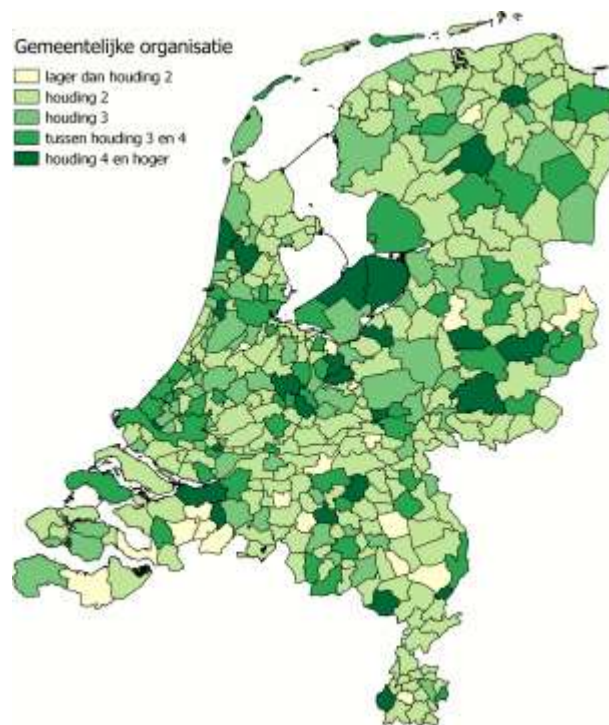 Gemeentelijke organisatie
lager dan houding 2
houding 2
houding 3
tussen houding 3 en 4
houding 4 en hoger